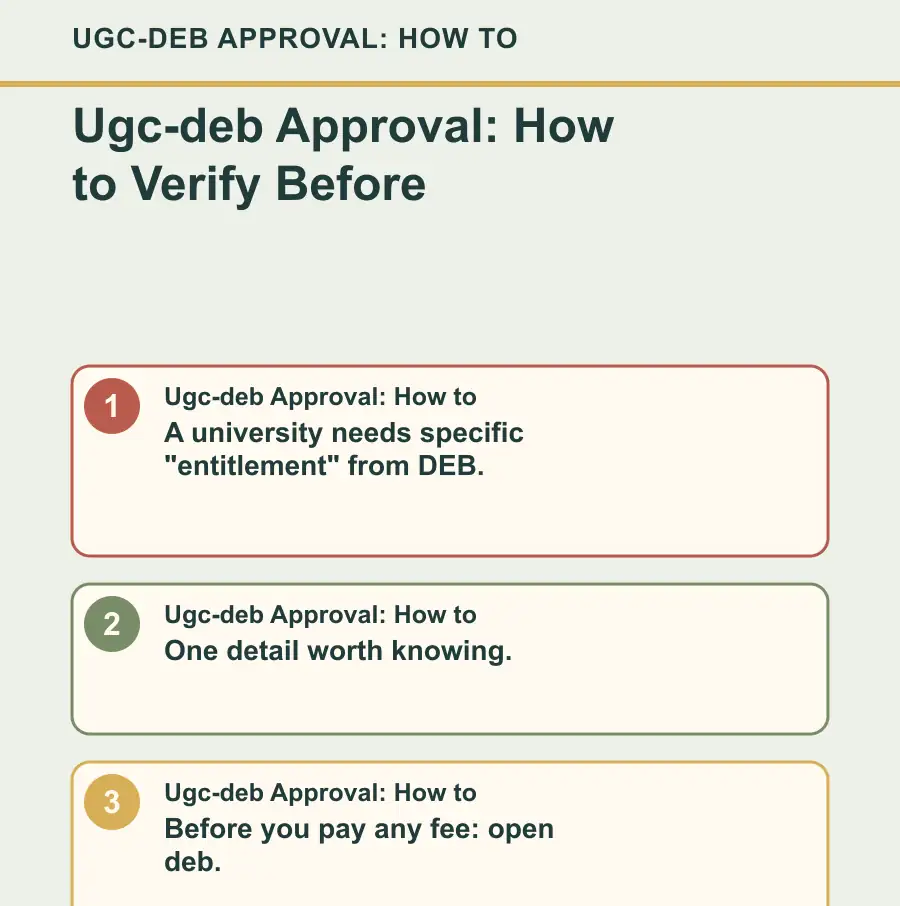 UGC-DEB APPROVAL: HOW TO
Ugc-deb Approval: How
to Verify Before
1
Ugc-deb Approval: How to
A university needs specific
"entitlement" from DEB.
2
Ugc-deb Approval: How to
One detail worth knowing.
3
Ugc-deb Approval: How to
Before you pay any fee: open
deb.